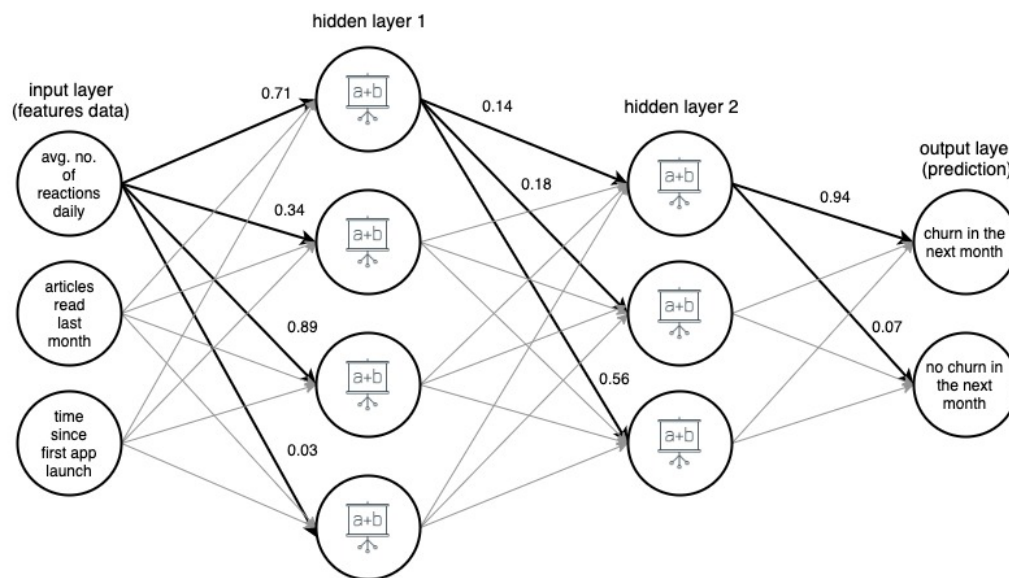 hidden layer 1
input layer
(features data)
0.71
a+b
0.14
hidden layer 2
avg. no.
of
reactions
daily
output layer
(prediction)
a+b
0.94
0.34
0.18
a+b
churn in the
next month
articles
read
last
month
a+b
0.89
0.07
0.56
a+b
no churn in
the next
month
time
since
first app
launch
0.03
a+b
a+b